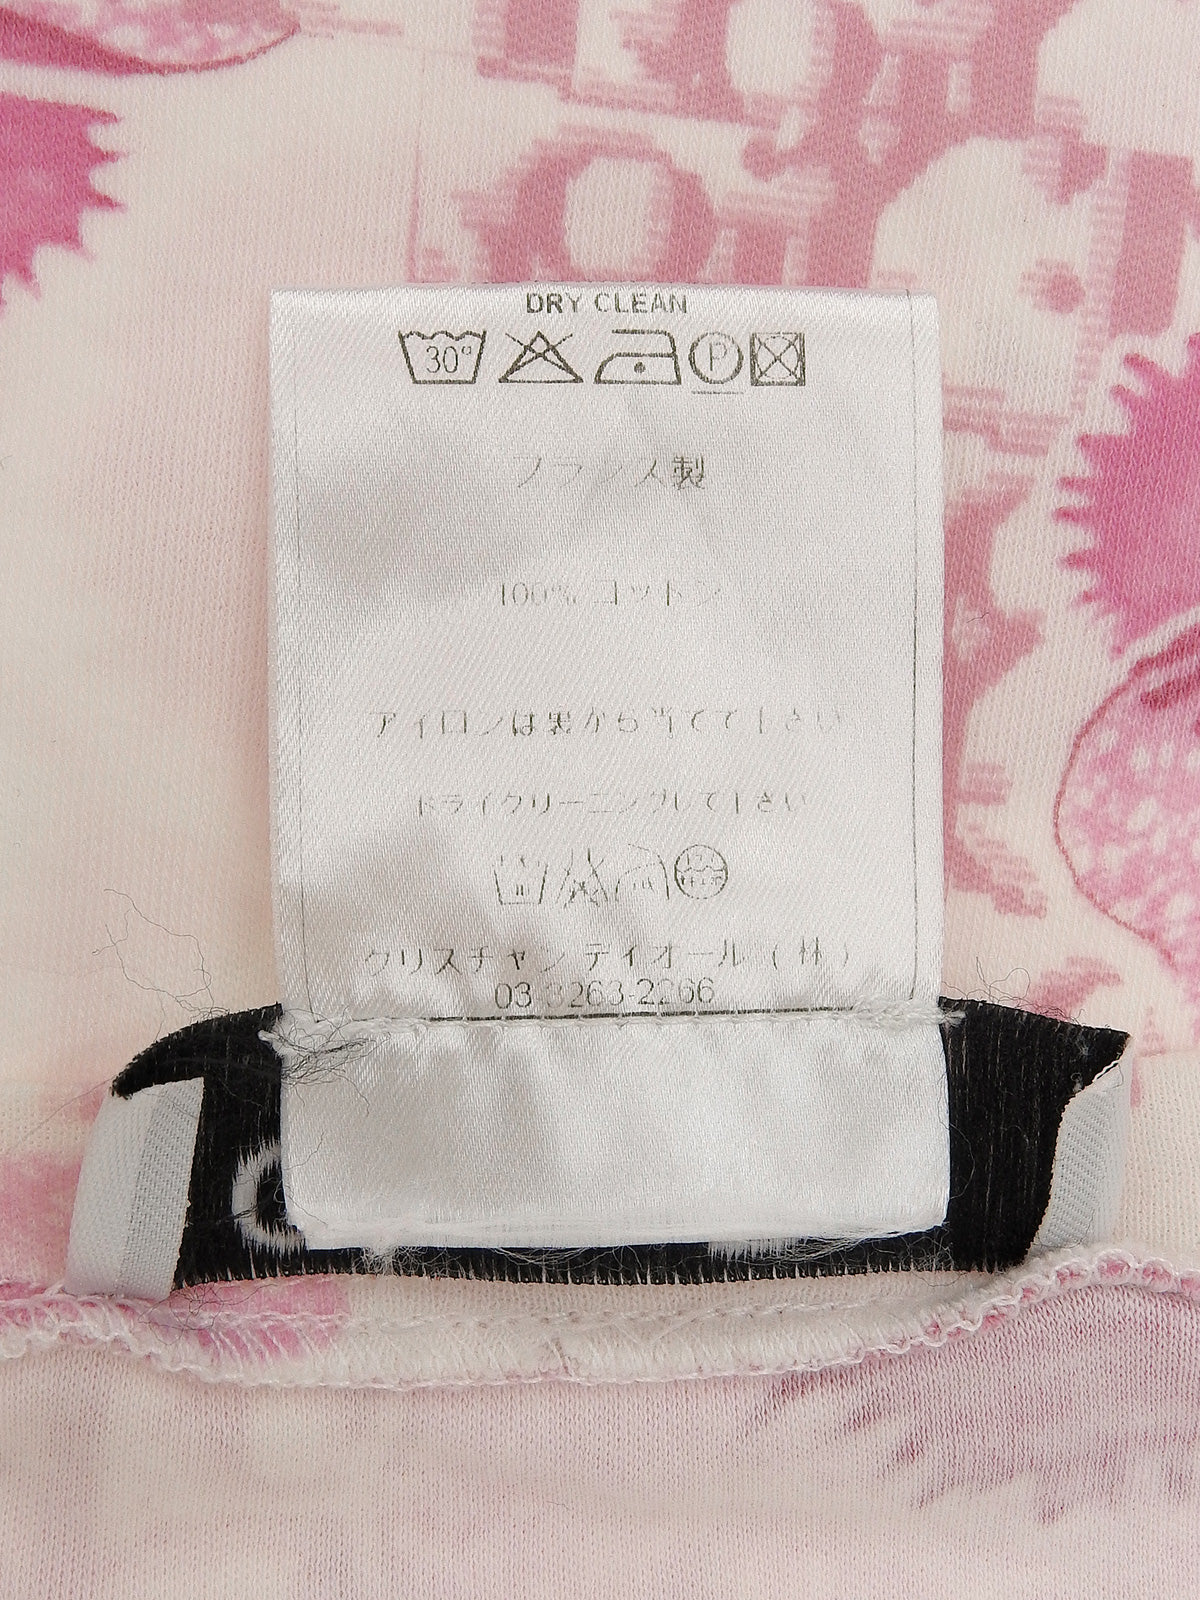 DRY CLEAN
30°
P
フランス製
100% コットン
アイロンは裏から当てて下さい
ドライクリーニングして下さい
クリスチャン ディオール (株)
03 3263-2266